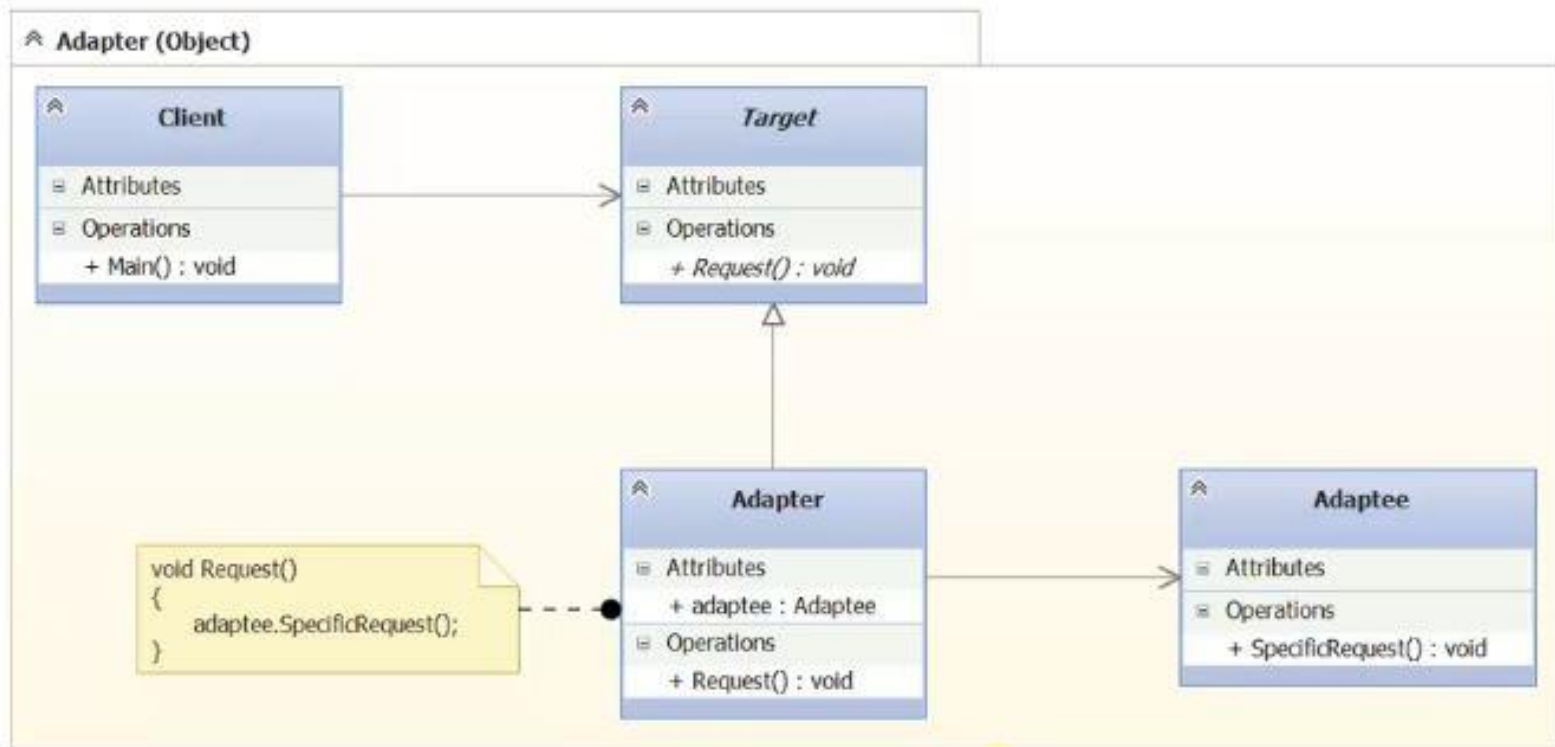 Adapter (Object)
Client
Attributes
Operations
+ Main() : void
Target
Attributes
Operations
+ Request() : void
void Request()
{
adaptee.SpecificRequest();
}
Adapter
Attributes
+ adaptee : Adaptee
Operations
+ Request() : void
Adaptee
Attributes
Operations
+ SpecificRequest() : void